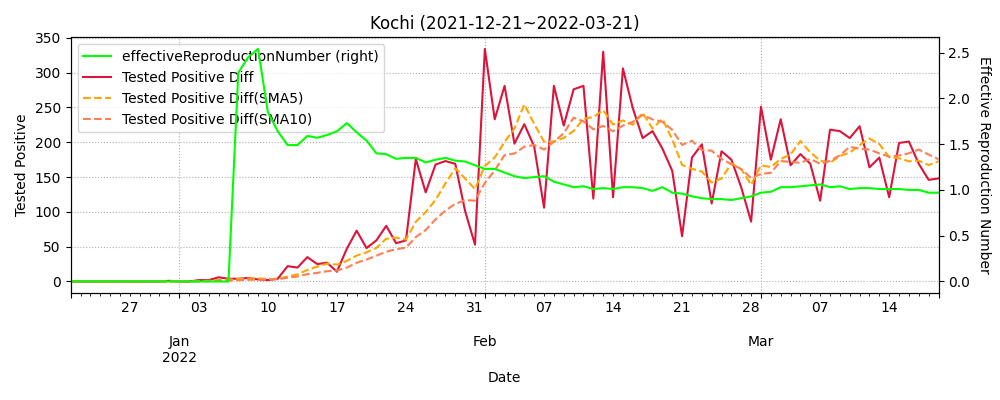 Kochi (2021-12-21~2022-03-21)
effectiveReproductionNumber (right)
Tested Positive Diff
Tested Positive Diff(SMA5)
Tested Positive Diff(SMA10)
Tested Positive
350
300
250
200
150
100
50
0
Effective Reproduction Number
2.5
2.0
1.5
1.0
0.5
0.0
27 03 10 17 24 31 07 14 21 28 07 14
Jan Feb Mar
2022
Date